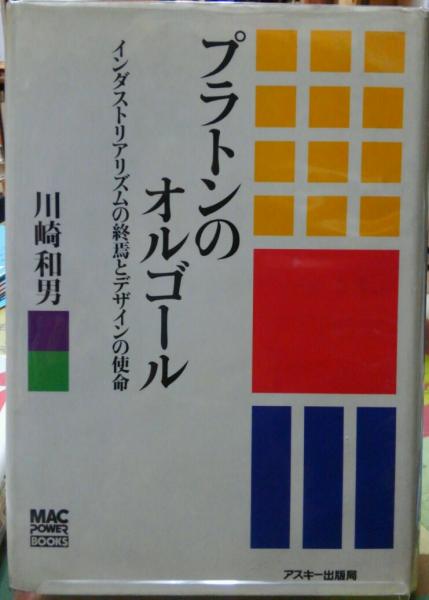 プラトンの
オルゴール
インダストリアリズムの終焉とデザインの使命
川崎和男
MAC
POWER
BOOKS
アスキー出版局